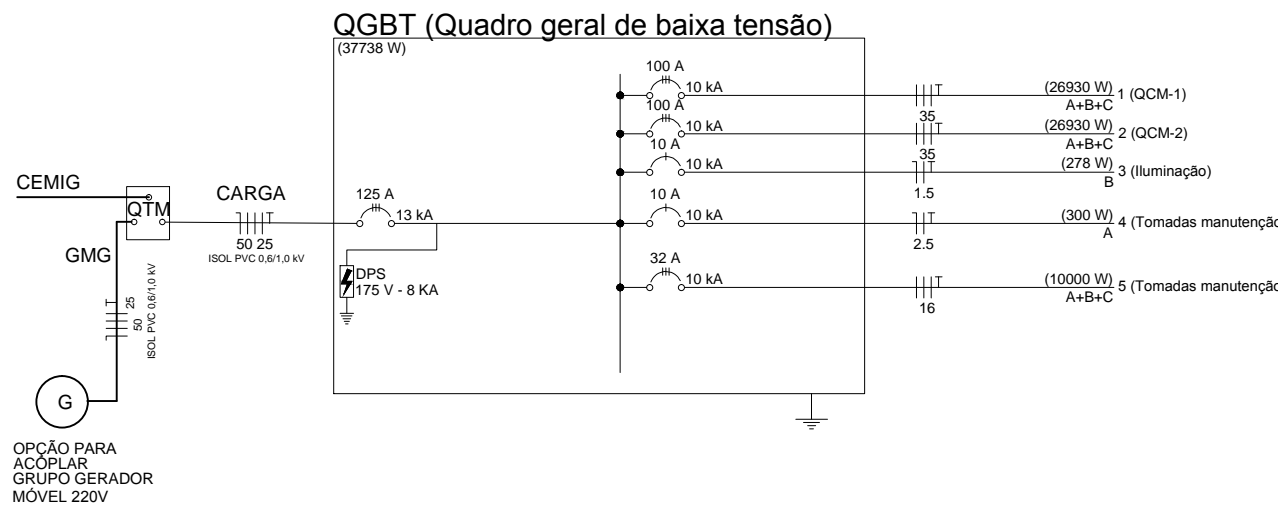 QGBT (Quadro geral de baixa tensão)
(37738 W)
100 A
10 kA
35
(26930 W)
A+B+C
1 (QCM-1)
100 A
10 kA
35
(26930 W)
A+B+C
2 (QCM-2)
10 A
10 kA
1.5
(278 W)
B
3 (Iluminação)
CEMIG
QTM
CARGA
50 25
ISOL PVC 0,6/1,0 kV
125 A
13 kA
10 A
10 kA
2.5
(300 W)
A
4 (Tomadas manutenção
GMG
25
50
ISOL PVC 0,6/1,0 kV
DPS
175 V - 8 KA
32 A
10 kA
16
(10000 W)
A+B+C
5 (Tomadas manutenção
G
OPÇÃO PARA
ACOPLAR
GRUPO GERADOR
MÓVEL 220V